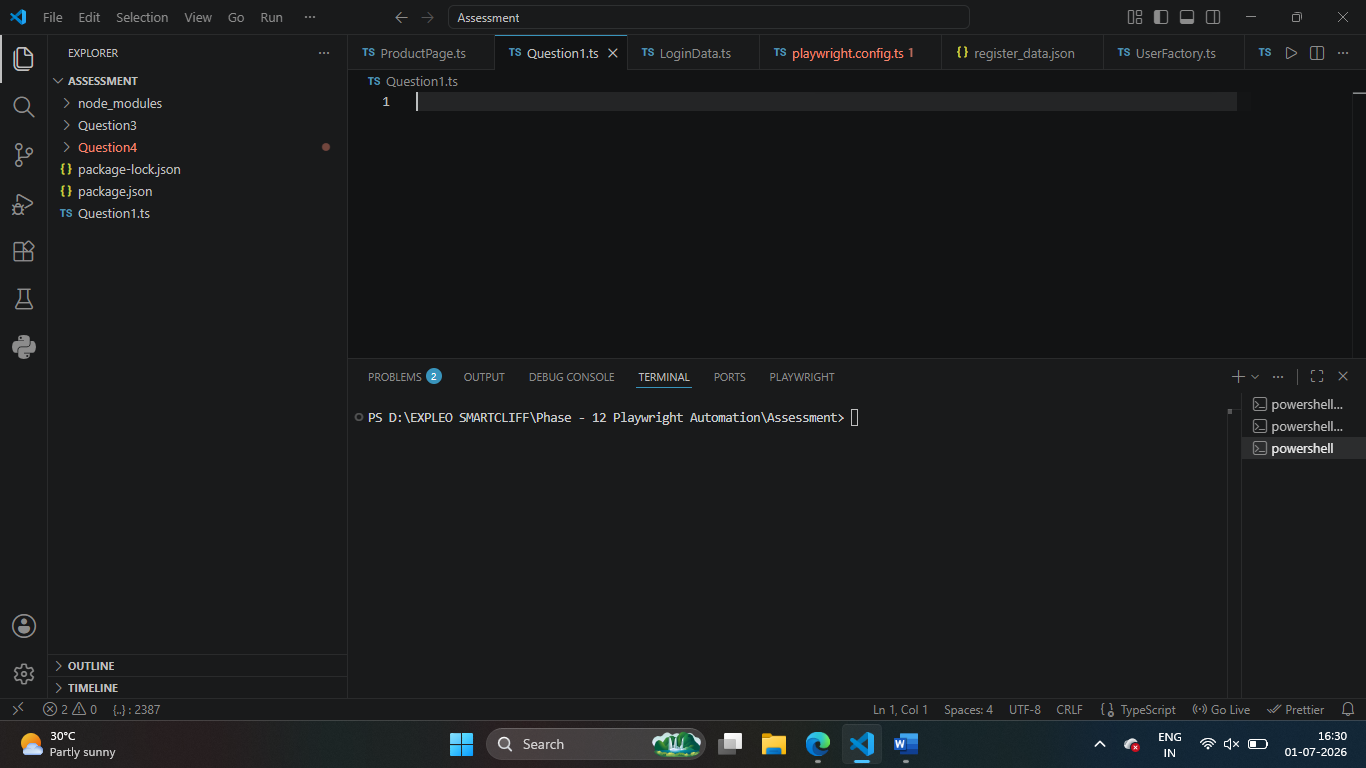 File Edit Selection View Go Run ··· Assessment
EXPLORER ···
ASSESSMENT
node_modules
Question3
Question4
{} package-lock.json
{} package.json
TS Question1.ts
OUTLINE
TIMELINE
TS ProductPage.ts TS Question1.ts TS LoginData.ts TS playwright.config.ts 1 {} register_data.json TS UserFactory.ts TS ···
TS Question1.ts
1
PROBLEMS 2 OUTPUT DEBUG CONSOLE TERMINAL PORTS PLAYWRIGHT ···
PS D:\EXPLEO SMARTCLIFF\Phase - 12 Playwright Automation\Assessment>
powershell...
powershell...
powershell
2 0 {..} : 2387 Ln 1, Col 1 Spaces: 4 UTF-8 CRLF {} TypeScript Go Live Prettier
30°C
Partly sunny
Search
ENG
IN
16:30
01-07-2026